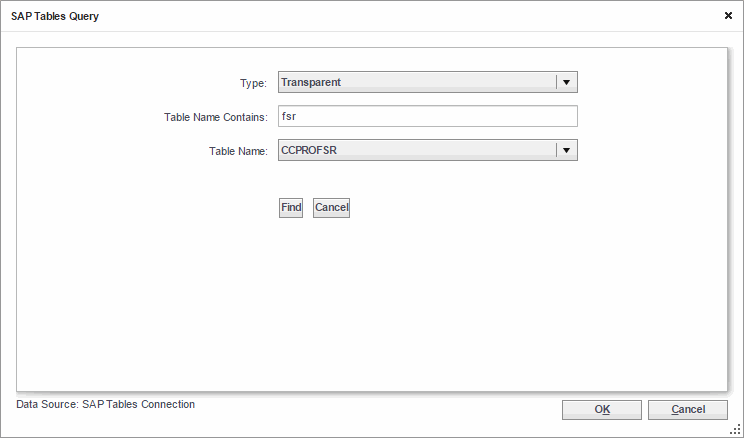 SAP Tables Query
Type: Transparent
Table Name Contains: fsr
Table Name: CCPROFSR
Find Cancel
Data Source: SAP Tables Connection
OK Cancel